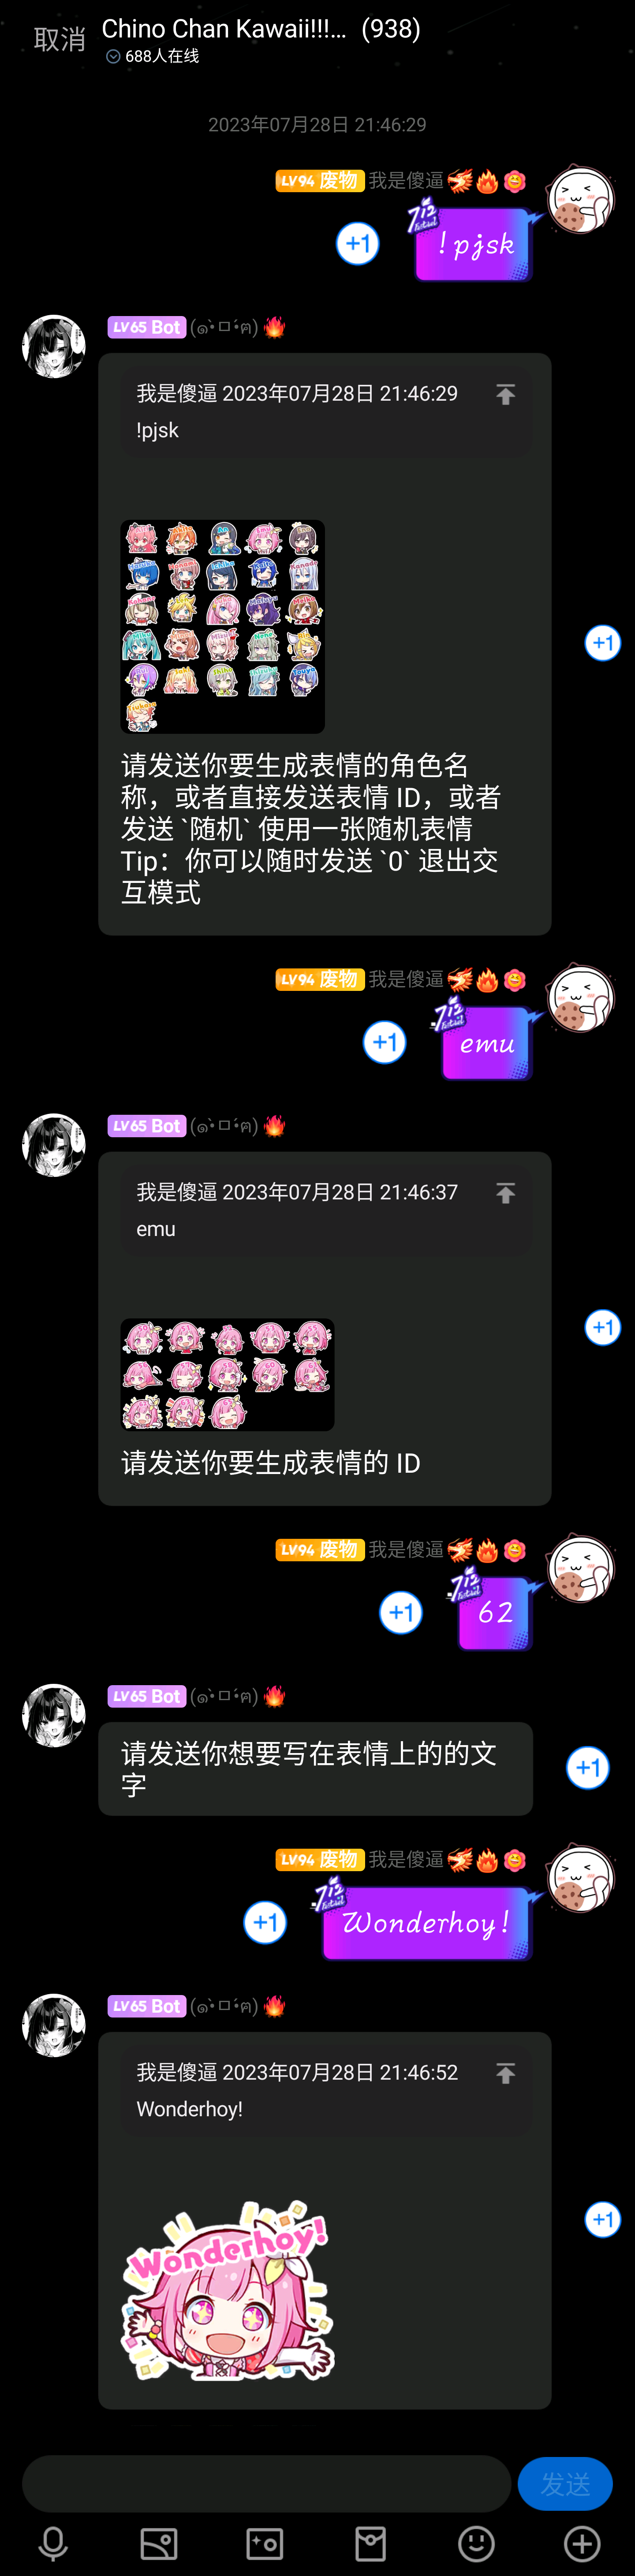 取消
Chino Chan Kawaii!!!... (938)
688人在线
2023年07月28日 21:46:29
LV94 废物 我是傻逼
!pjsk
+1
LV65 Bot (๑•̀ㅁ•́ฅ)
我是傻逼 2023年07月28日 21:46:29
!pjsk
+1
请发送你要生成表情的角色名
称，或者直接发送表情 ID，或者
发送 `随机` 使用一张随机表情
Tip：你可以随时发送 `0` 退出交
互模式
LV94 废物 我是傻逼
emu
+1
LV65 Bot (๑•̀ㅁ•́ฅ)
我是傻逼 2023年07月28日 21:46:37
emu
+1
请发送你要生成表情的 ID
LV94 废物 我是傻逼
62
+1
LV65 Bot (๑•̀ㅁ•́ฅ)
请发送你想要写在表情上的的文
字
+1
LV94 废物 我是傻逼
Wonderhoy!
+1
LV65 Bot (๑•̀ㅁ•́ฅ)
我是傻逼 2023年07月28日 21:46:52
Wonderhoy!
+1
Wonderhoy!
发送